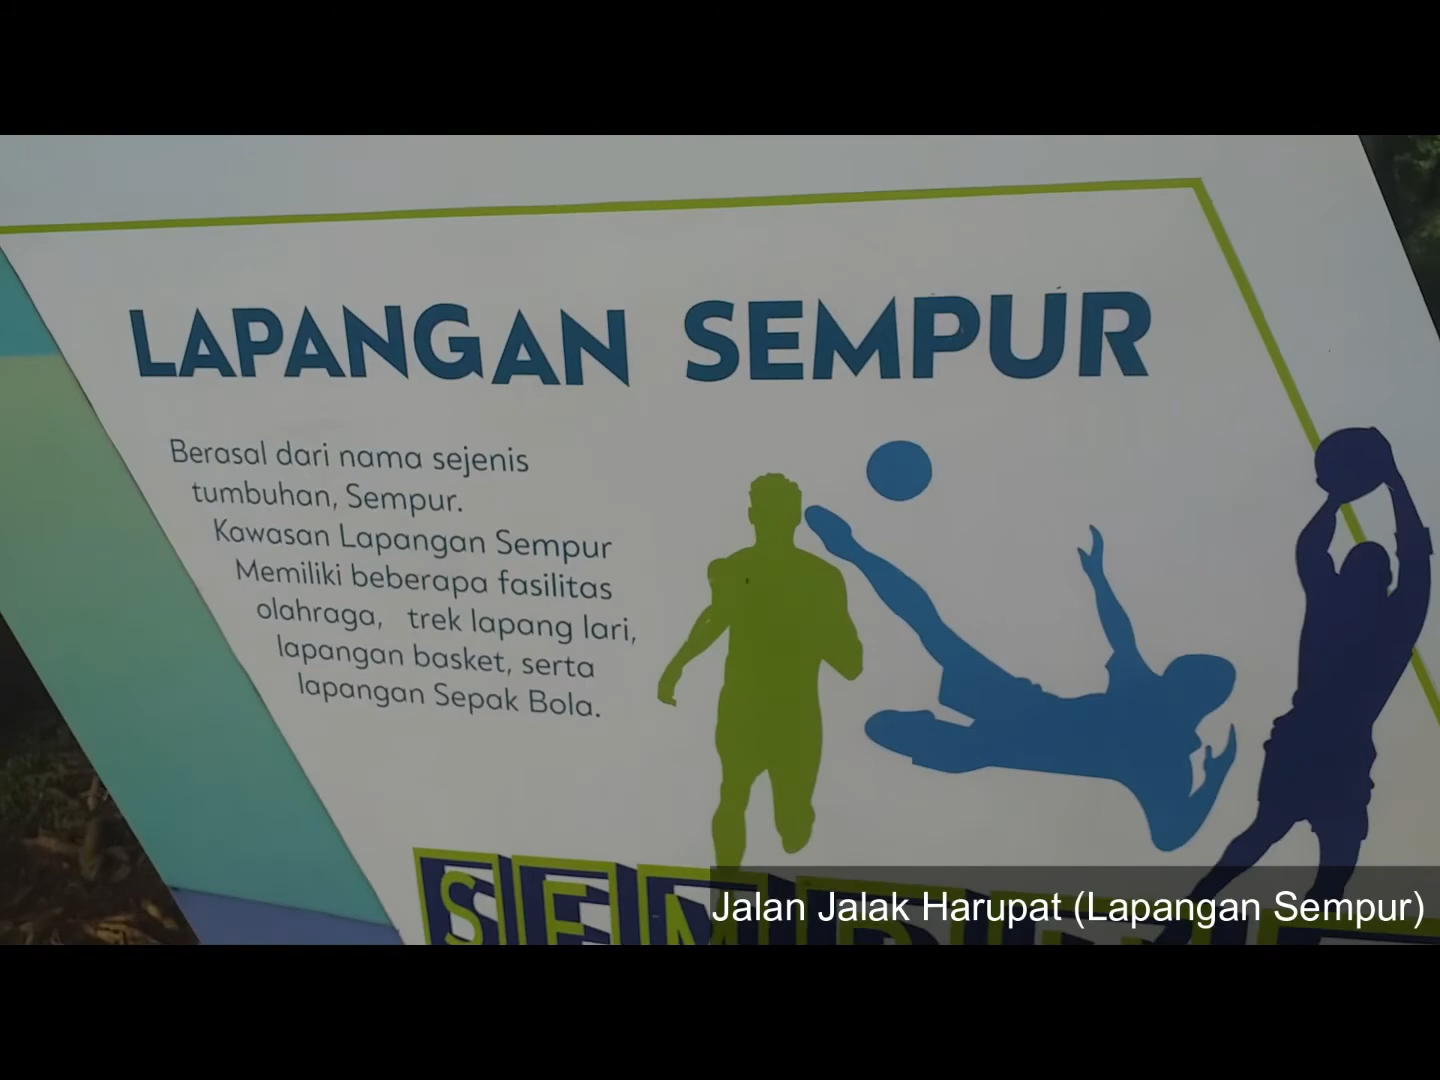 LAPANGAN SEMPUR
Berasal dari nama sejenis
tumbuhan, Sempur.
Kawasan Lapangan Sempur
Memiliki beberapa fasilitas
olahraga, trek lapang lari,
lapangan basket, serta
lapangan Sepak Bola.
Jalan Jalak Harupat (Lapangan Sempur)